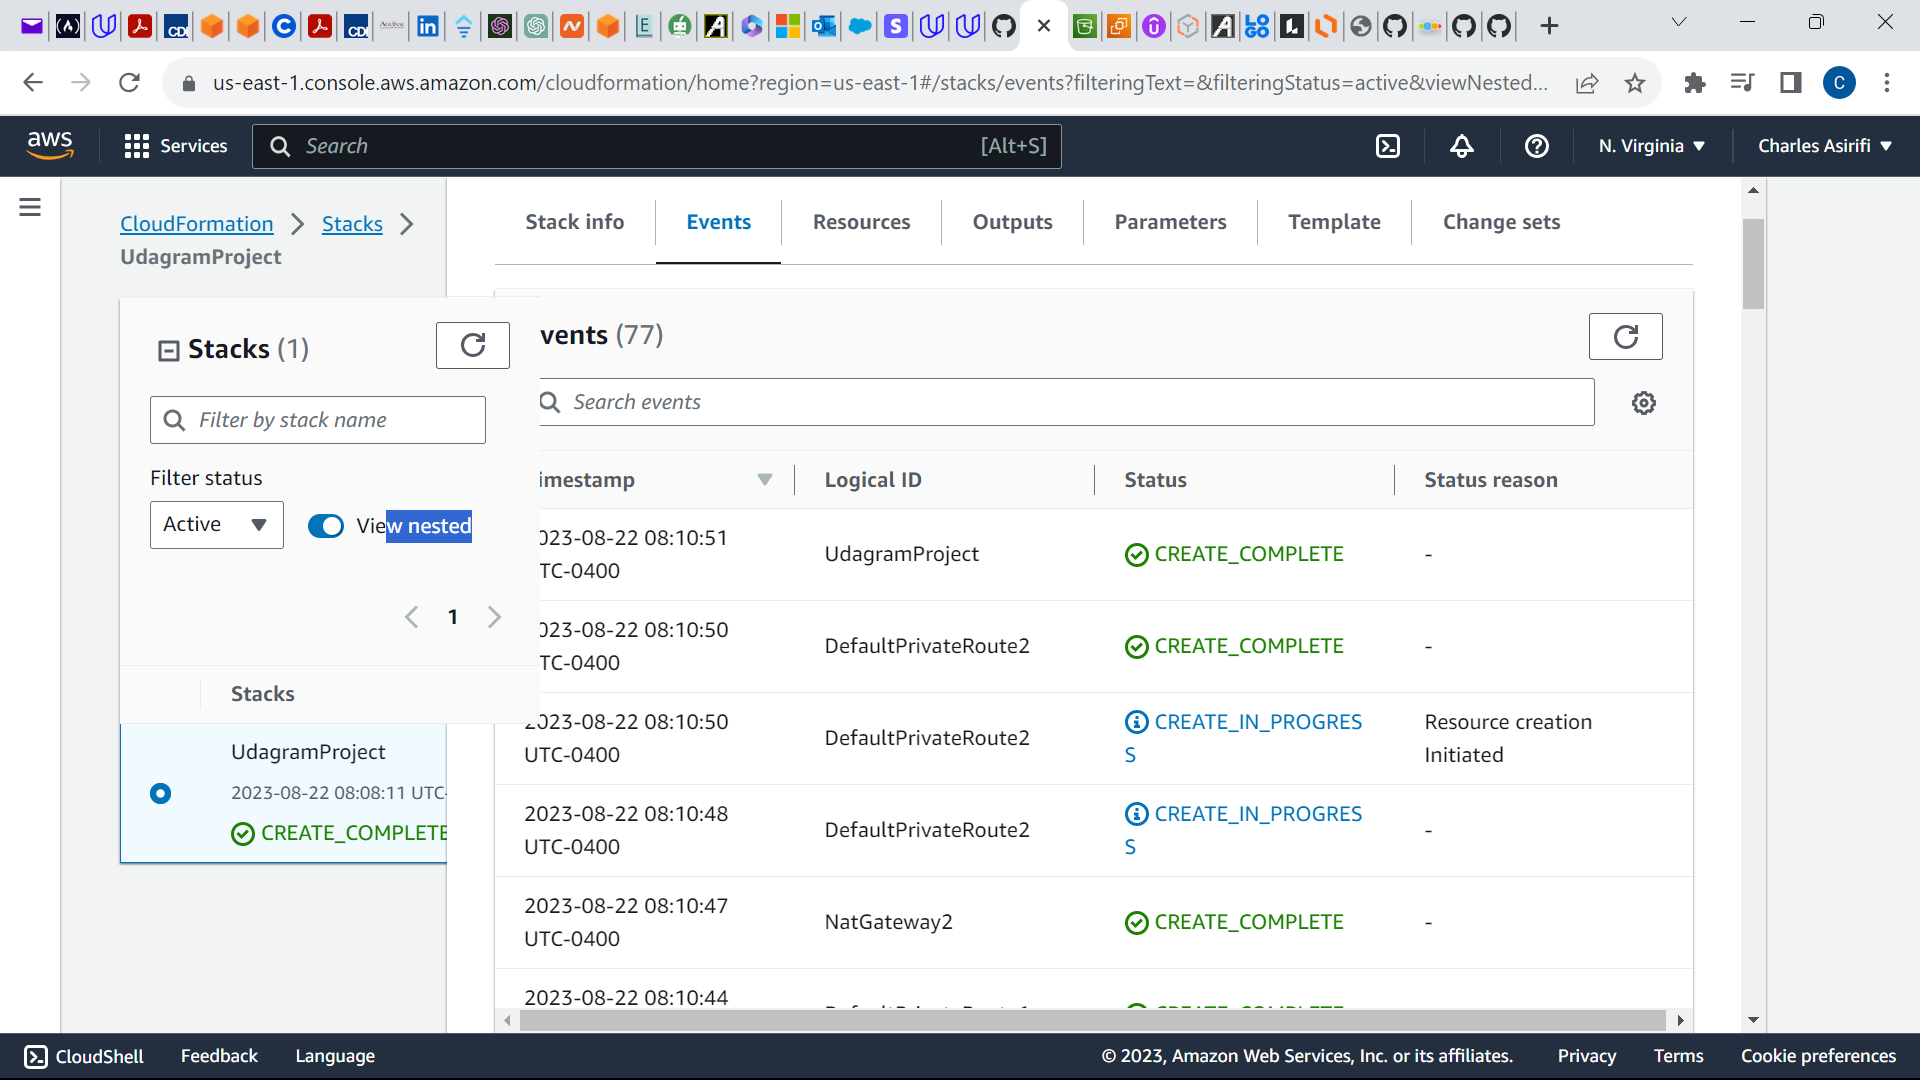 us-east-1.console.aws.amazon.com/cloudformation/home?region=us-east-1#/stacks/events?filteringText=&filteringStatus=active&viewNested...
C
aws
Services
Search
[Alt+S]
N. Virginia
Charles Asirifi
CloudFormation
Stacks
UdagramProject
Stack info
Events
Resources
Outputs
Parameters
Template
Change sets
Stacks (1)
Filter by stack name
Filter status
Active
View nested
1
Stacks
UdagramProject
2023-08-22 08:08:11 UTC-
CREATE_COMPLETE
vents (77)
Search events
imestamp
Logical ID
Status
Status reason
023-08-22 08:10:51
TC-0400
UdagramProject
CREATE_COMPLETE
-
023-08-22 08:10:50
TC-0400
DefaultPrivateRoute2
CREATE_COMPLETE
-
2023-08-22 08:10:50
UTC-0400
DefaultPrivateRoute2
CREATE_IN_PROGRES
S
Resource creation
Initiated
2023-08-22 08:10:48
UTC-0400
DefaultPrivateRoute2
CREATE_IN_PROGRES
S
-
2023-08-22 08:10:47
UTC-0400
NatGateway2
CREATE_COMPLETE
-
2023-08-22 08:10:44
CloudShell
Feedback
Language
© 2023, Amazon Web Services, Inc. or its affiliates.
Privacy
Terms
Cookie preferences